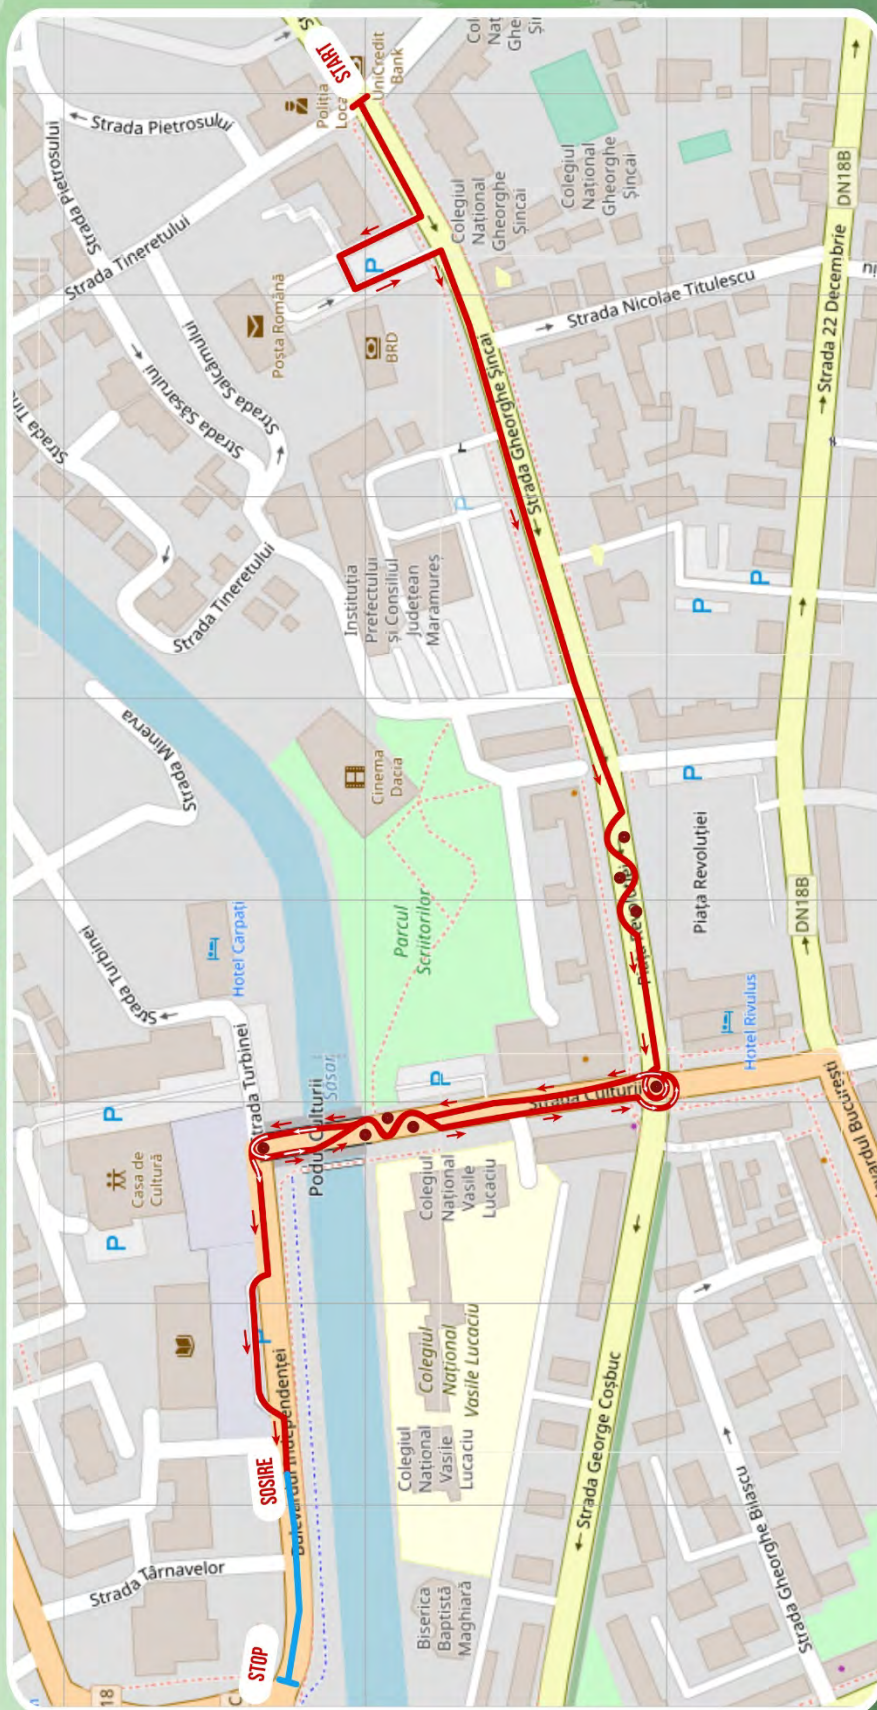 START
UniCredit
Bank
Poliția
Strada Pietrosului
Strada Pietrosului
Strada Tineretului
Colegiul
Național
Gheorghe
Șincai
Colegiul
Național
Gheorghe
Șincai
DN18B
P
Poșta Română
BRD
Strada Nicolae Titulescu
Strada 22 Decembrie
Strada Salcâmului
Strada Săsarului
Strada Gheorghe Șincai
Strada Tineretului
P
Instituția
Prefectului
și Consiliul
Județean
Maramureș
P
P
Strada Minerva
Cinema
Dacia
P
Piața Revoluției
Parcul
Scriitorilor
DN18B
Hotel Carpați
Strada Turbinei
Hotel Rivulus
Strada Turbinei
Săsar
P
P
Strada Culturii
Podul Culturii
Casa de
Cultură
P
Colegiul
Național
Vasile
Lucaciu
Colegiul
Național
Vasile Lucaciu
Bulevardul Independenței
Strada George Coșbuc
Colegiul
Național
Vasile
Lucaciu
SOSIRE
Strada Gheorghe Bilașcu
Strada Târnavelor
Biserica
Baptistă
Maghiară
STOP
18